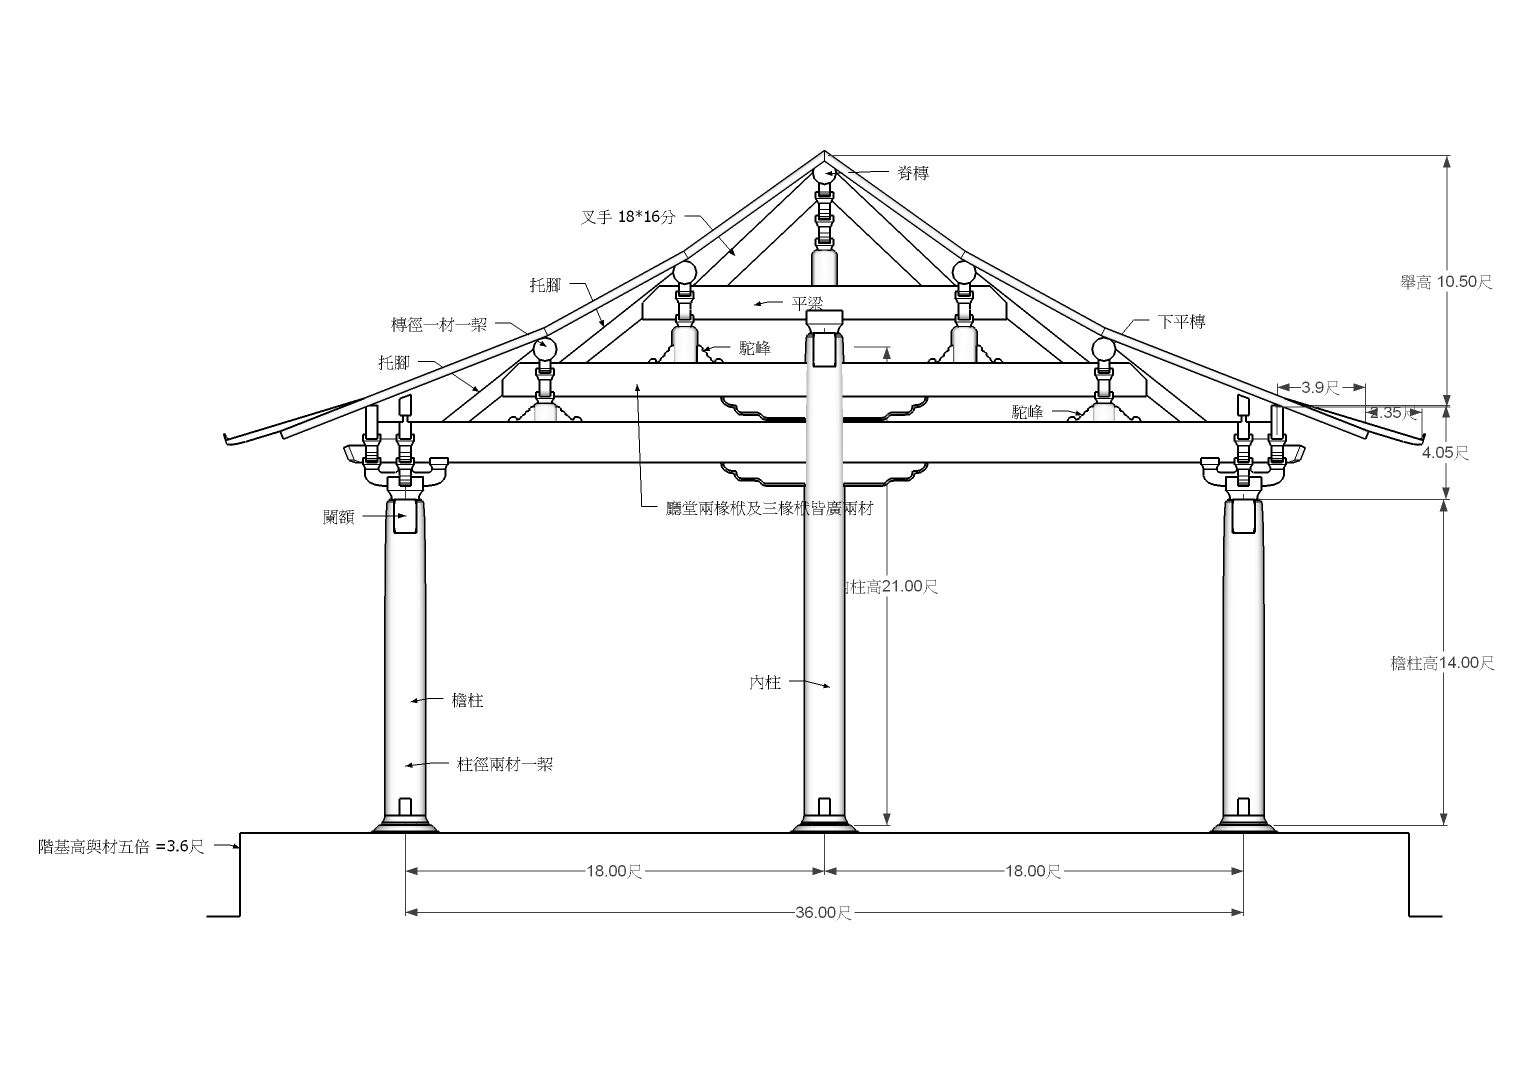 脊槫
叉手 18*16分
舉高 10.50尺
托腳
平梁
槫徑一材一栔
下平槫
駝峰
托腳
3.9尺
駝峰
2.35尺
4.05尺
廳堂兩椽栿及三椽栿皆廣兩材
闌額
柱高21.00尺
檐柱高14.00尺
內柱
檐柱
柱徑兩材一栔
階基高與材五倍 =3.6尺
18.00尺
18.00尺
36.00尺